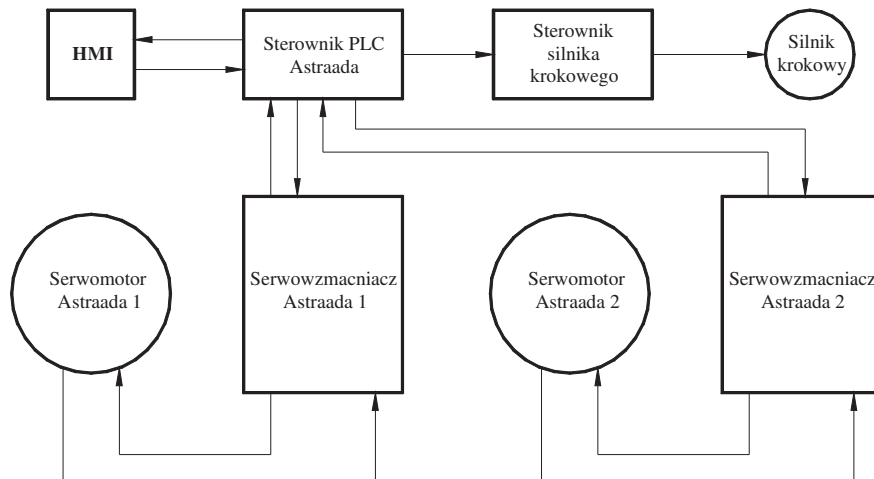 HMI
Sterownik PLC
Astraada
Sterownik
silnika
krokowego
Silnik
krokowy
Serwomotor
Astraada 1
Serwowzmacniacz
Astraada 1
Serwomotor
Astraada 2
Serwowzmacniacz
Astraada 2